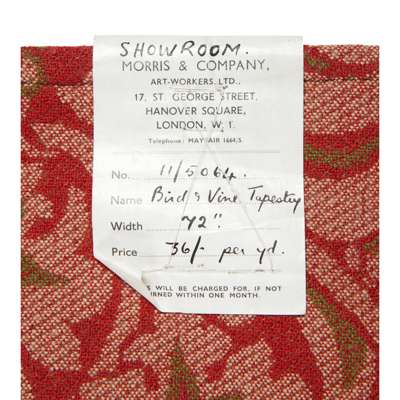 SHOWROOM.
MORRIS & COMPANY,
ART-WORKERS LTD.,
17, ST. GEORGE STREET,
HANOVER SQUARE,
LONDON, W. 1.
Telephone: MAYFAIR 1664/5
No. 11/5064.
Name Bird & Vine Tapestry
Width 72".
Price 36/- per yd.
S WILL BE CHARGED FOR, IF NOT
RNED WITHIN ONE MONTH.